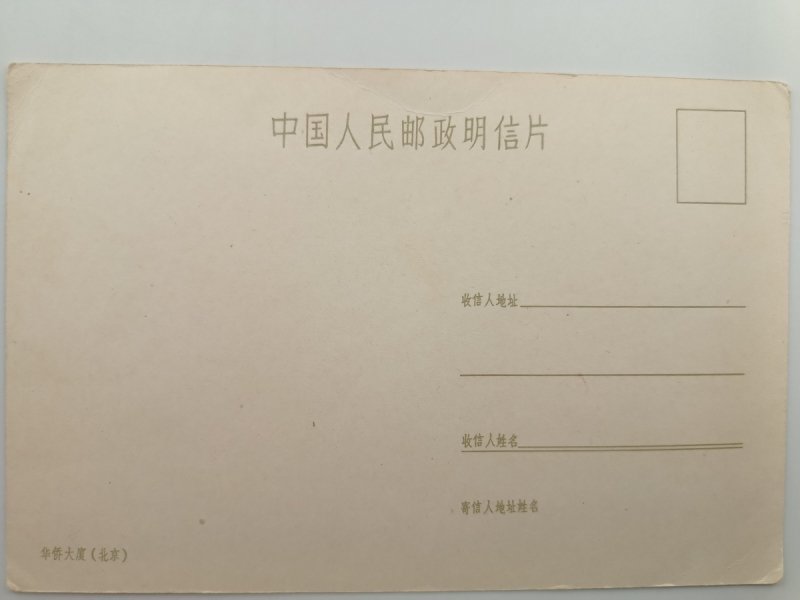 中国人民邮政明信片
收信人地址
收信人姓名
寄信人地址姓名
华侨大厦(北京)